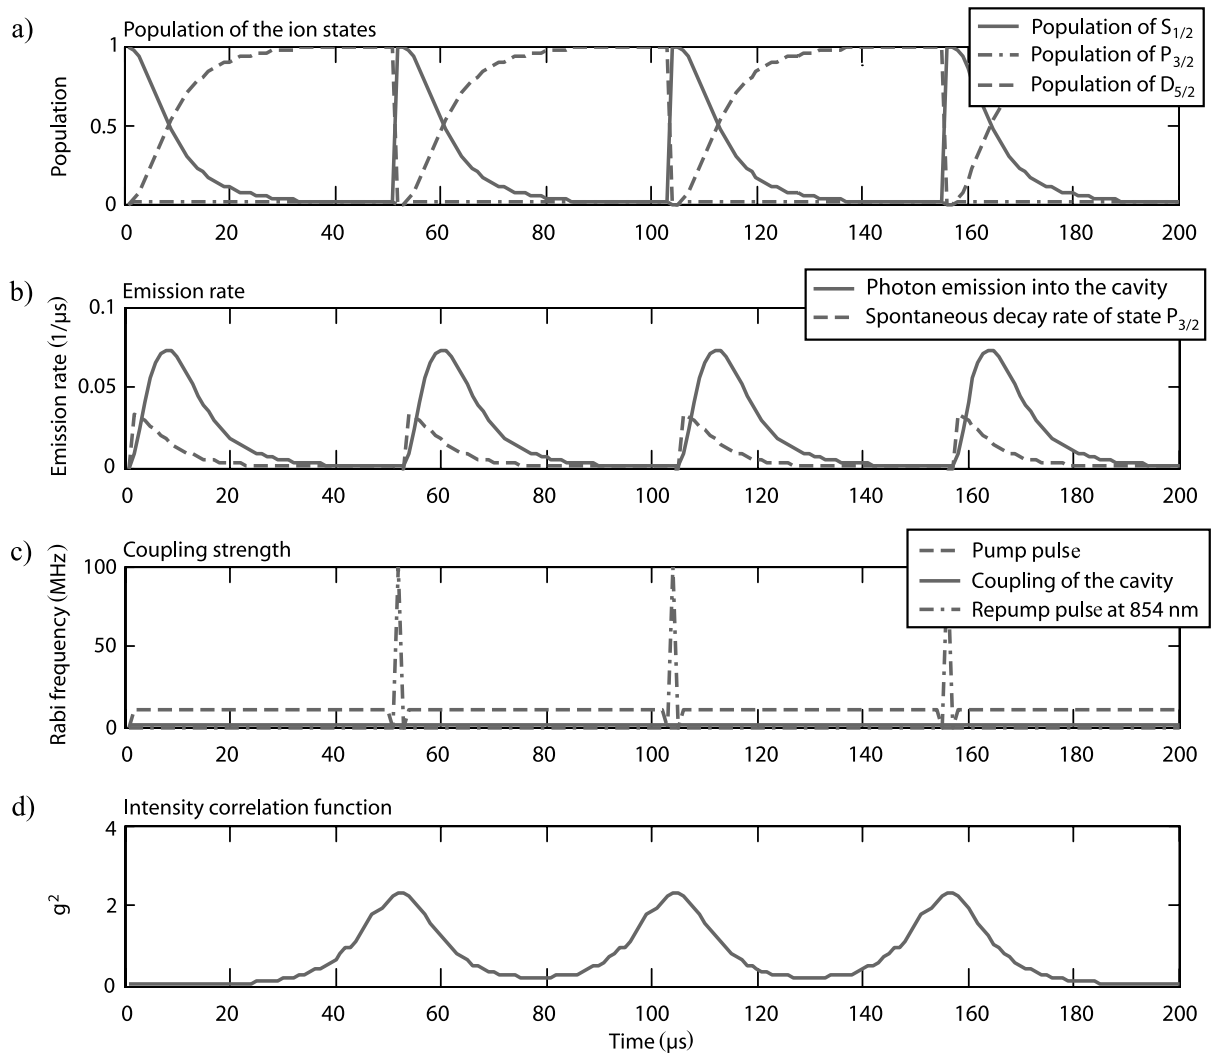 a)
Population of the ion states
Population of S1/2
Population of P3/2
Population of D5/2
Population
1
0.5
0
0 20 40 60 80 100 120 140 160 180 200
b)
Emission rate
Photon emission into the cavity
Spontaneous decay rate of state P3/2
Emission rate (1/μs)
0.1
0.05
0
0 20 40 60 80 100 120 140 160 180 200
c)
Coupling strength
Pump pulse
Coupling of the cavity
Repump pulse at 854 nm
Rabi frequency (MHz)
100
50
0
0 20 40 60 80 100 120 140 160 180 200
d)
Intensity correlation function
g²
4
2
0
0 20 40 60 80 100 120 140 160 180 200
Time (μs)